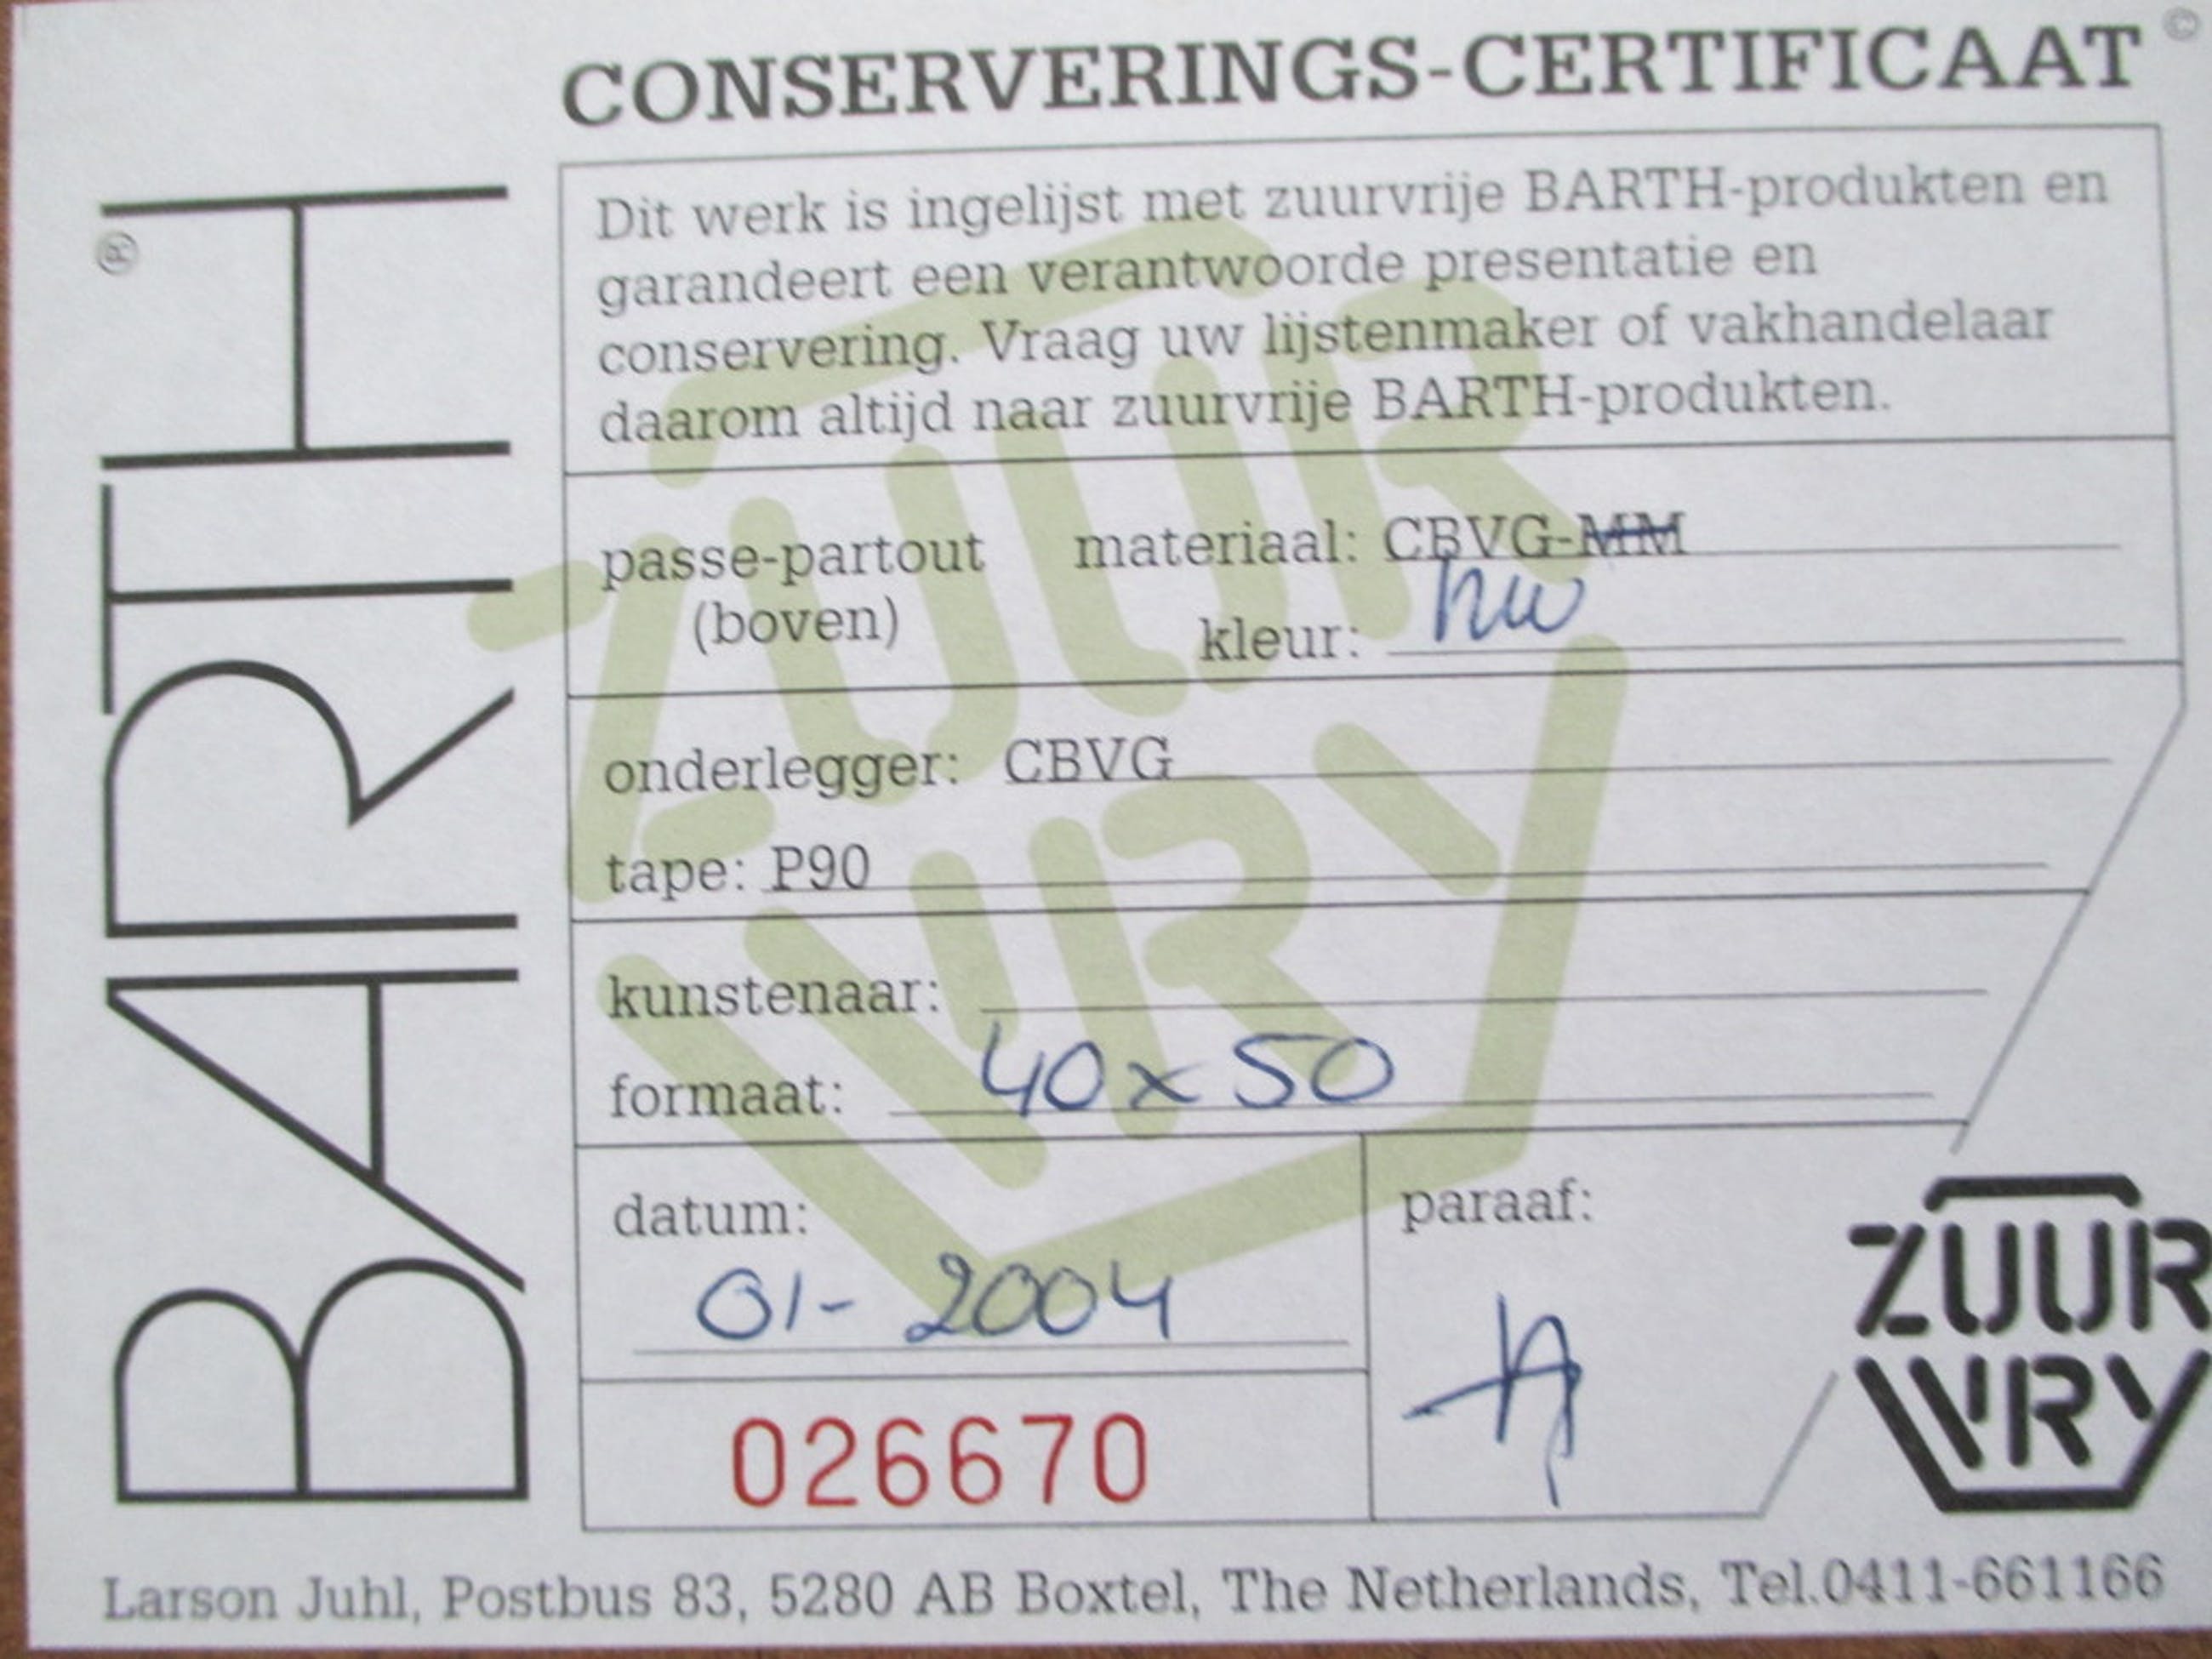 CONSERVERINGS-CERTIFICAAT ©
BARTH ®
Dit werk is ingelijst met zuurvrije BARTH-produkten en
garandeert een verantwoorde presentatie en
conservering. Vraag uw lijstenmaker of vakhandelaar
daarom altijd naar zuurvrije BARTH-produkten.
passe-partout materiaal: CBVG-MM
(boven) kleur: nw
onderlegger: CBVG
tape: P90
kunstenaar:
formaat: 40 x 50
datum: paraaf:
01-2004
026670
ZUUR
VRY
ZUUR
VRY
Larson Juhl, Postbus 83, 5280 AB Boxtel, The Netherlands, Tel.0411-661166